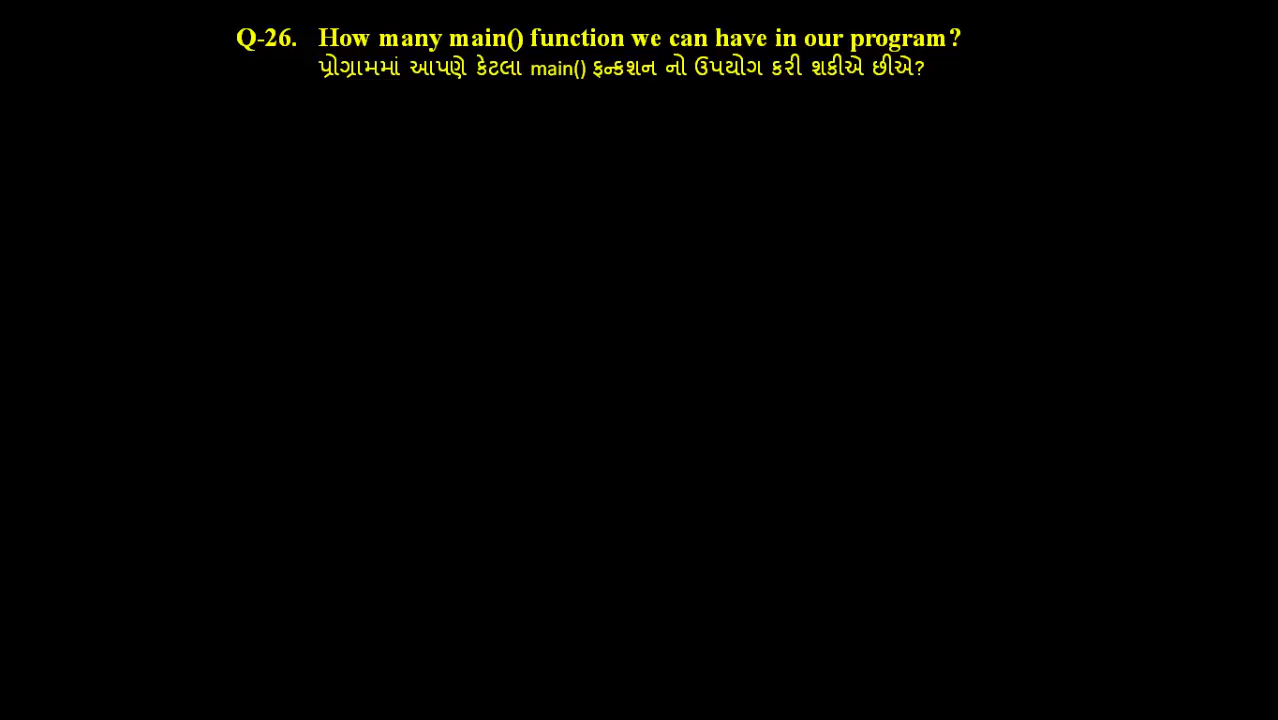 Q-26. How many main() function we can have in our program?
પ્રોગ્રામમાં આપણે કેટલા main() ફન્કશન નો ઉપયોગ કરી શકીએ છીએ?